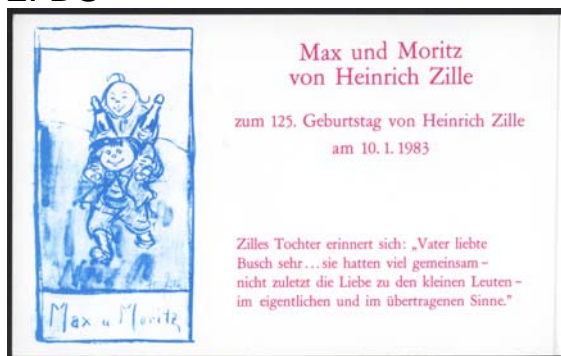 Max und Moritz
von Heinrich Zille
zum 125. Geburtstag von Heinrich Zille
am 10. 1. 1983
Zilles Tochter erinnert sich: „Vater liebte
Busch sehr ... sie hatten viel gemeinsam –
nicht zuletzt die Liebe zu den kleinen Leuten –
im eigentlichen und im übertragenen Sinne.”
Max u. Moritz